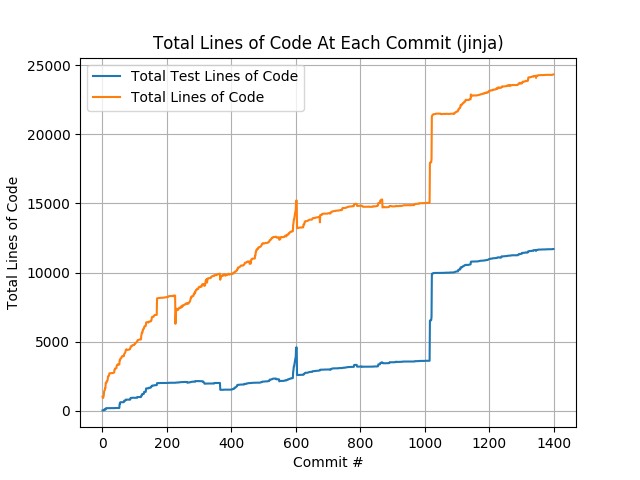 Total Lines of Code At Each Commit (jinja)
Total Test Lines of Code
Total Lines of Code
Total Lines of Code
25000
20000
15000
10000
5000
0
0 200 400 600 800 1000 1200 1400
Commit #